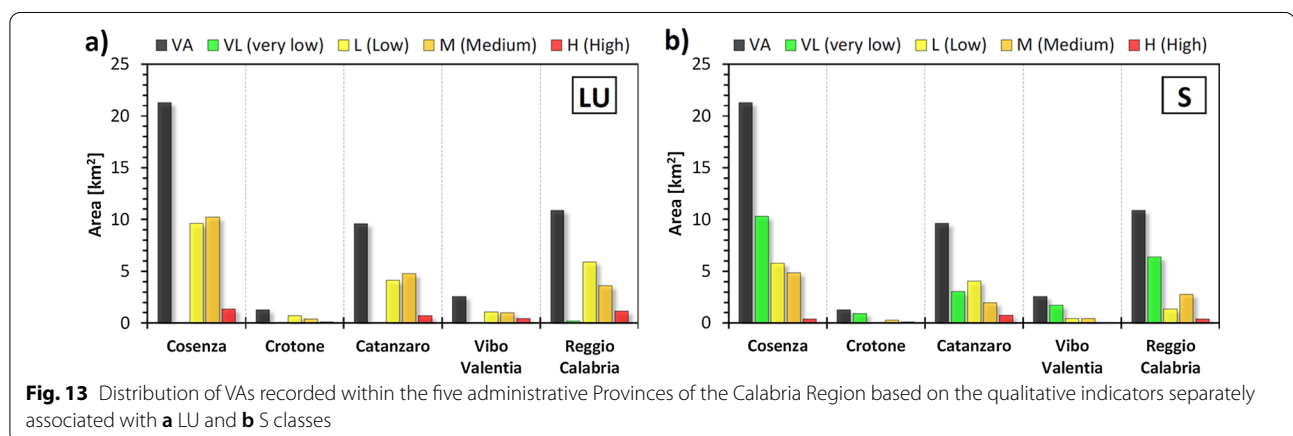 a)
VA VL (very low) L (Low) M (Medium) H (High)
25
20
15
10
5
0
Area [km²]
LU
Cosenza Crotone Catanzaro Vibo Valentia Reggio Calabria
b)
VA VL (very low) L (Low) M (Medium) H (High)
25
20
15
10
5
0
Area [km²]
S
Cosenza Crotone Catanzaro Vibo Valentia Reggio Calabria
Fig. 13 Distribution of VAs recorded within the five administrative Provinces of the Calabria Region based on the qualitative indicators separately
associated with a LU and b S classes